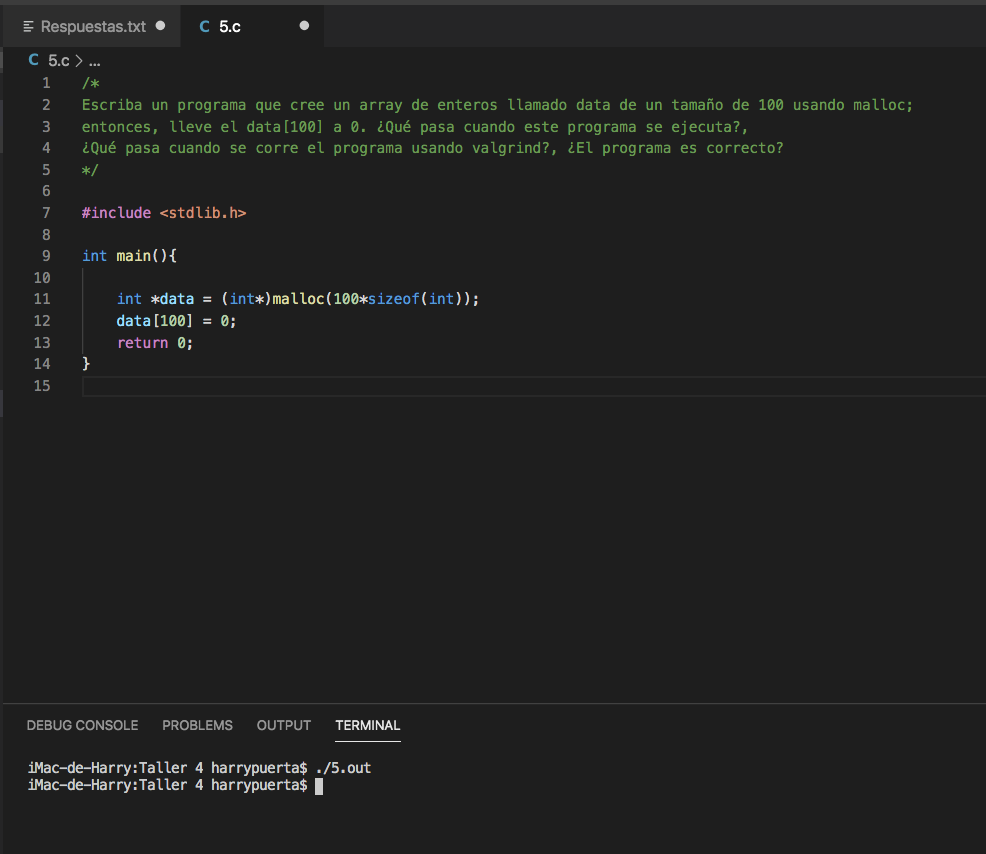 Respuestas.txt
C 5.c
C 5.c > ...
1 /*
2 Escriba un programa que cree un array de enteros llamado data de un tamaño de 100 usando malloc;
3 entonces, lleve el data[100] a 0. ¿Qué pasa cuando este programa se ejecuta?,
4 ¿Qué pasa cuando se corre el programa usando valgrind?, ¿El programa es correcto?
5 */
6
7 #include <stdlib.h>
8
9 int main(){
10
11 int *data = (int*)malloc(100*sizeof(int));
12 data[100] = 0;
13 return 0;
14 }
15
DEBUG CONSOLE PROBLEMS OUTPUT TERMINAL
iMac-de-Harry:Taller 4 harrypuerta$ ./5.out
iMac-de-Harry:Taller 4 harrypuerta$